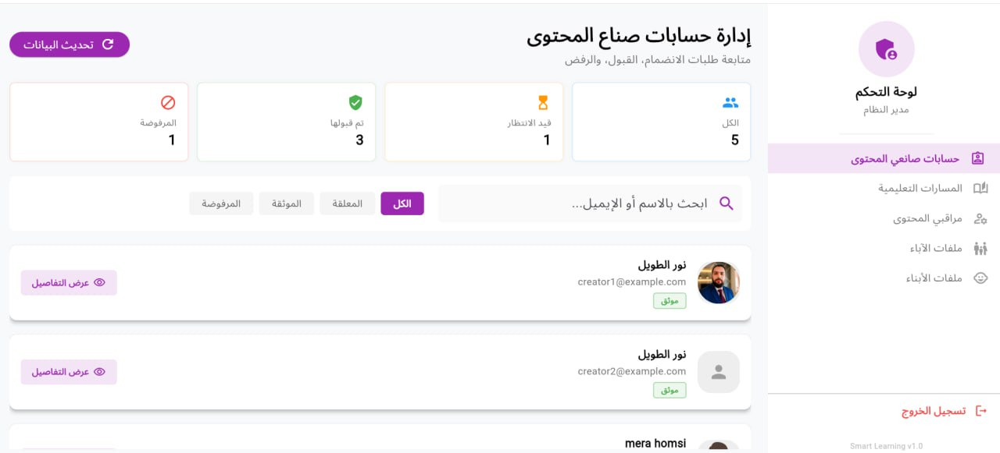 إدارة حسابات صناع المحتوى
متابعة طلبات الانضمام، القبول، والرفض
تحديث البيانات
الكل
5
قيد الانتظار
1
تم قبولها
3
المرفوضة
1
ابحث بالاسم أو الإيميل...
الكل
المعلقة
الموثقة
المرفوضة
نور الطويل
creator1@example.com
موثق
عرض التفاصيل
نور الطويل
creator2@example.com
موثق
عرض التفاصيل
mera homsi
لوحة التحكم
مدير النظام
حسابات صانعي المحتوى
المسارات التعليمية
مراقبي المحتوى
ملفات الآباء
ملفات الأبناء
تسجيل الخروج
Smart Learning v1.0